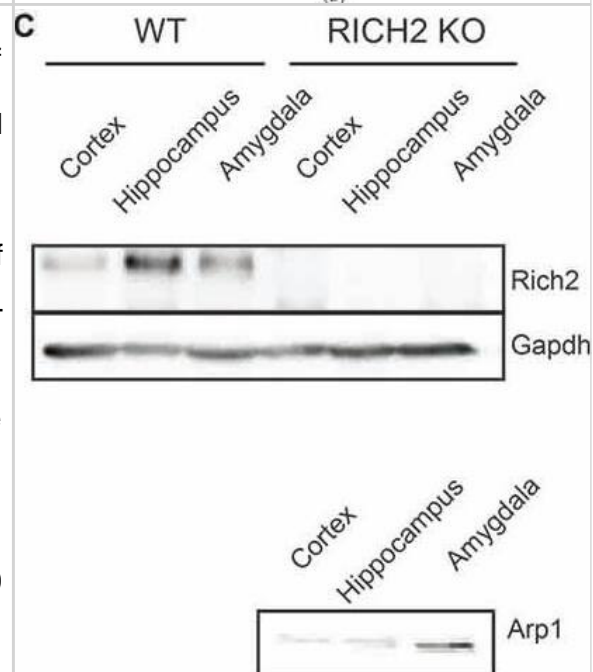 C
WT RICH2 KO
Cortex Hippocampus Amygdala Cortex Hippocampus Amygdala
Rich2
Gapdh
Cortex Hippocampus Amygdala
Arp1